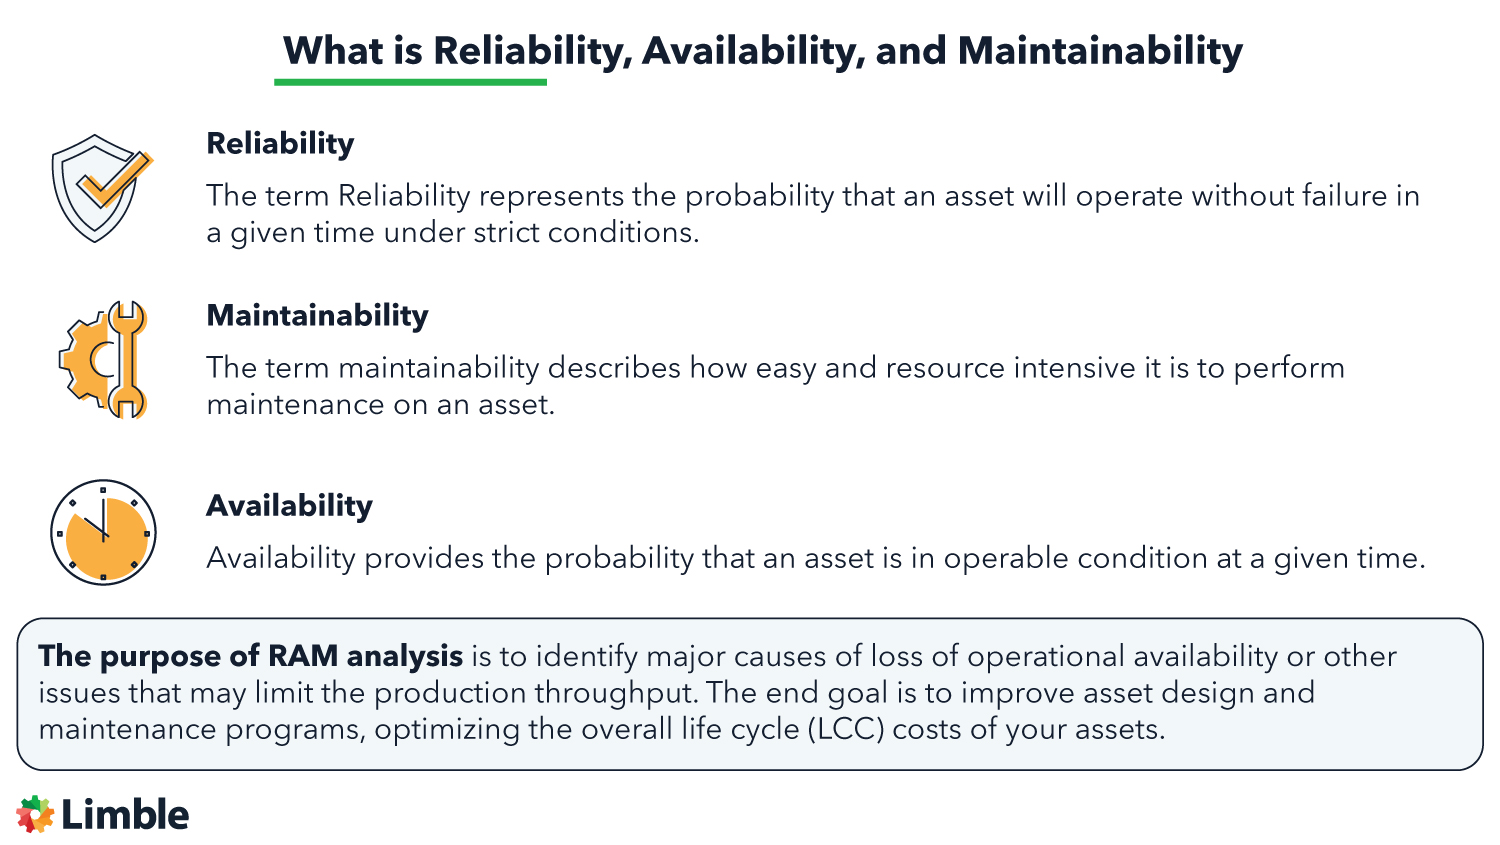 What is Reliability, Availability, and Maintainability
Reliability
The term Reliability represents the probability that an asset will operate without failure in
a given time under strict conditions.
Maintainability
The term maintainability describes how easy and resource intensive it is to perform
maintenance on an asset.
Availability
Availability provides the probability that an asset is in operable condition at a given time.
The purpose of RAM analysis is to identify major causes of loss of operational availability or other
issues that may limit the production throughput. The end goal is to improve asset design and
maintenance programs, optimizing the overall life cycle (LCC) costs of your assets.
Limble